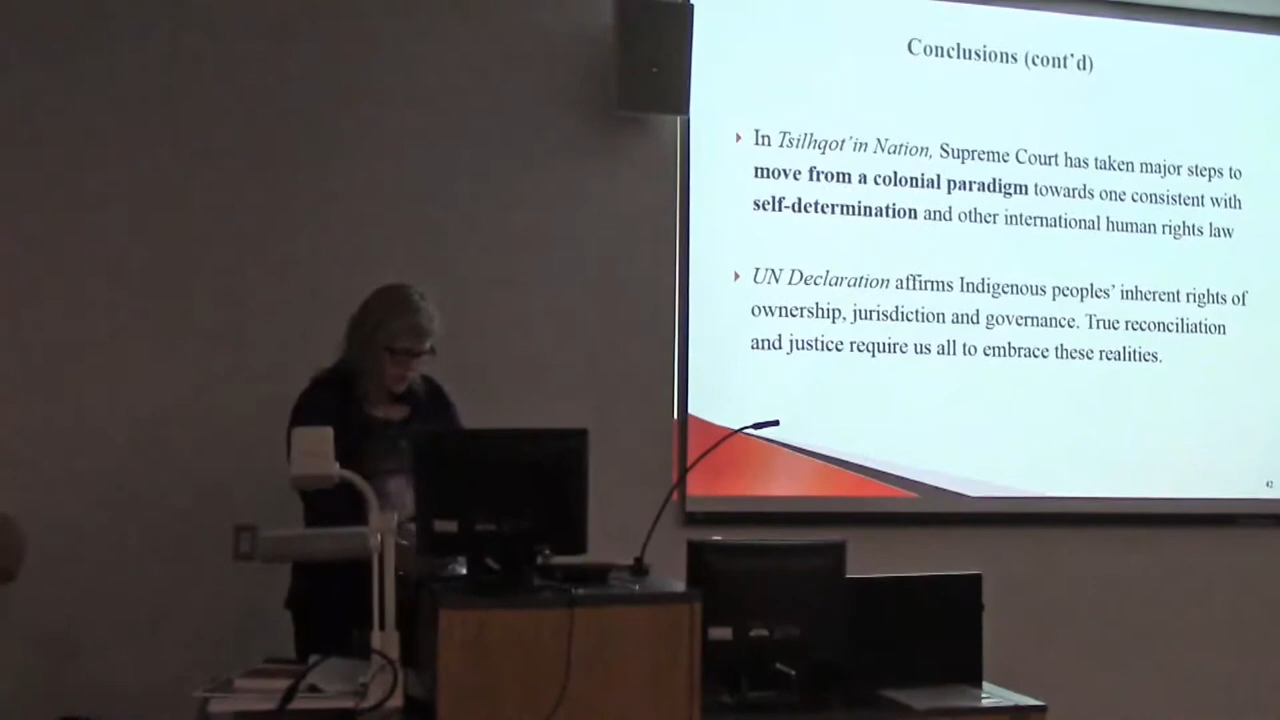 Conclusions (cont'd)
In Tsilhqot'in Nation, Supreme Court has taken major steps to
move from a colonial paradigm towards one consistent with
self-determination and other international human rights law
UN Declaration affirms Indigenous peoples' inherent rights of
ownership, jurisdiction and governance. True reconciliation
and justice require us all to embrace these realities.
42